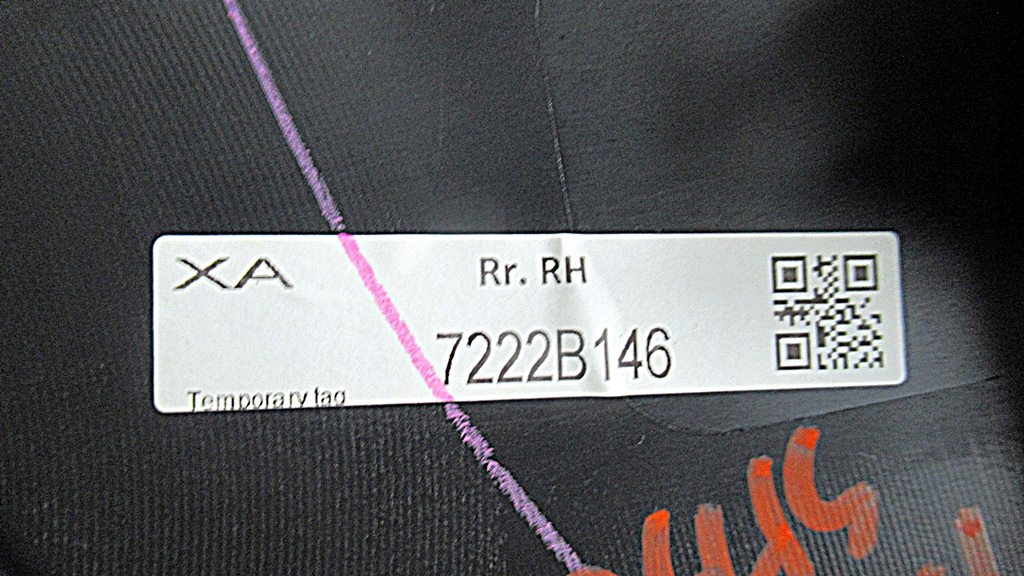 XA
Rr. RH
7222B146
Temporary tag